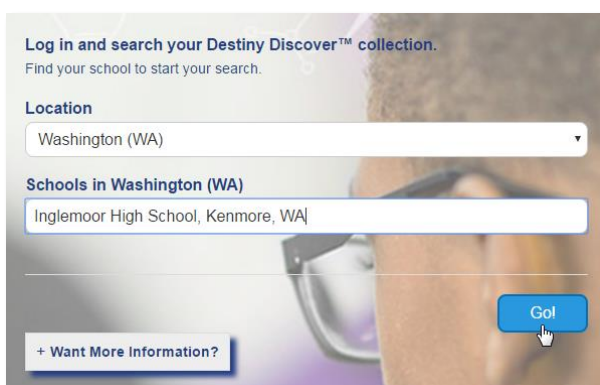 Log in and search your Destiny Discover™ collection.
Find your school to start your search.
Location
Washington (WA)
Schools in Washington (WA)
Inglemoor High School, Kenmore, WA
Go!
+ Want More Information?